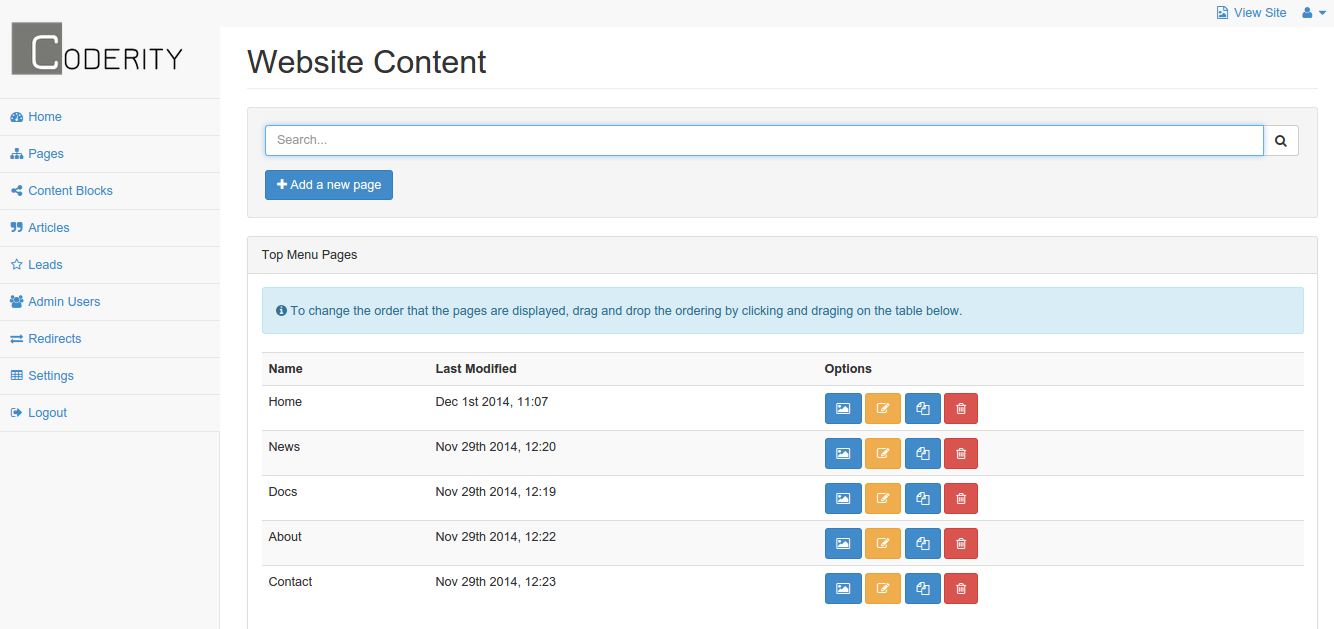 View Site
CODERITY
Home
Pages
Content Blocks
Articles
Leads
Admin Users
Redirects
Settings
Logout
Website Content
Search...
Add a new page
Top Menu Pages
To change the order that the pages are displayed, drag and drop the ordering by clicking and draging on the table below.
Name Last Modified Options
Home Dec 1st 2014, 11:07
News Nov 29th 2014, 12:20
Docs Nov 29th 2014, 12:19
About Nov 29th 2014, 12:22
Contact Nov 29th 2014, 12:23